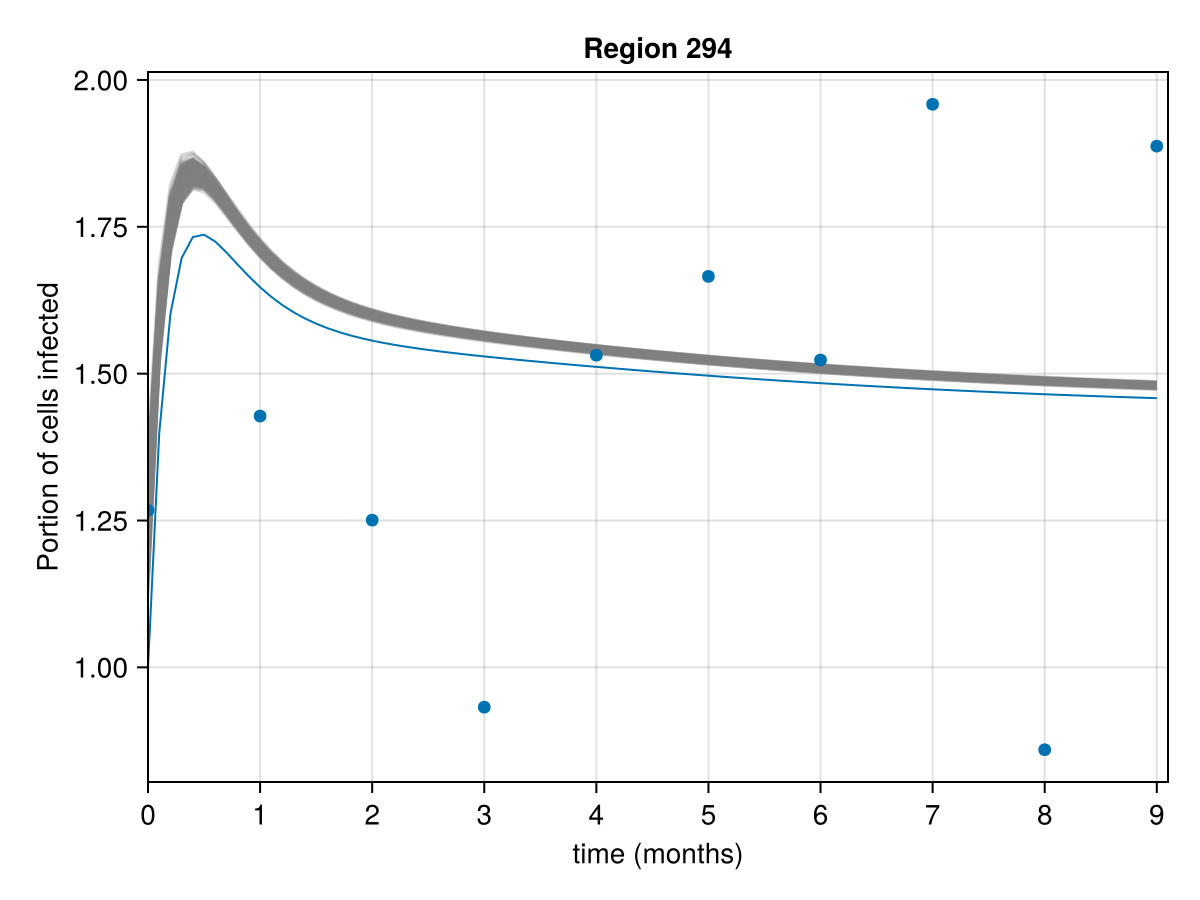 Region 294
Portion of cells infected
2.00
1.75
1.50
1.25
1.00
0 1 2 3 4 5 6 7 8 9
time (months)